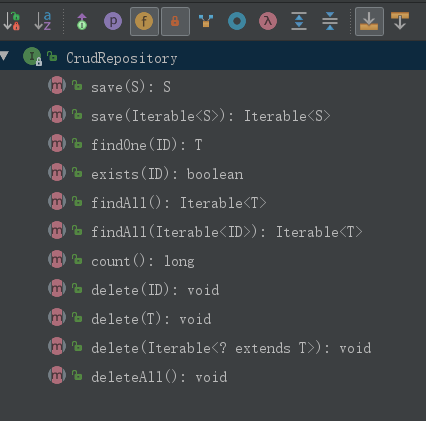 CrudRepository
save(S): S
save(Iterable<S>): Iterable<S>
findOne(ID): T
exists(ID): boolean
findAll(): Iterable<T>
findAll(Iterable<ID>): Iterable<T>
count(): long
delete(ID): void
delete(T): void
delete(Iterable<? extends T>): void
deleteAll(): void